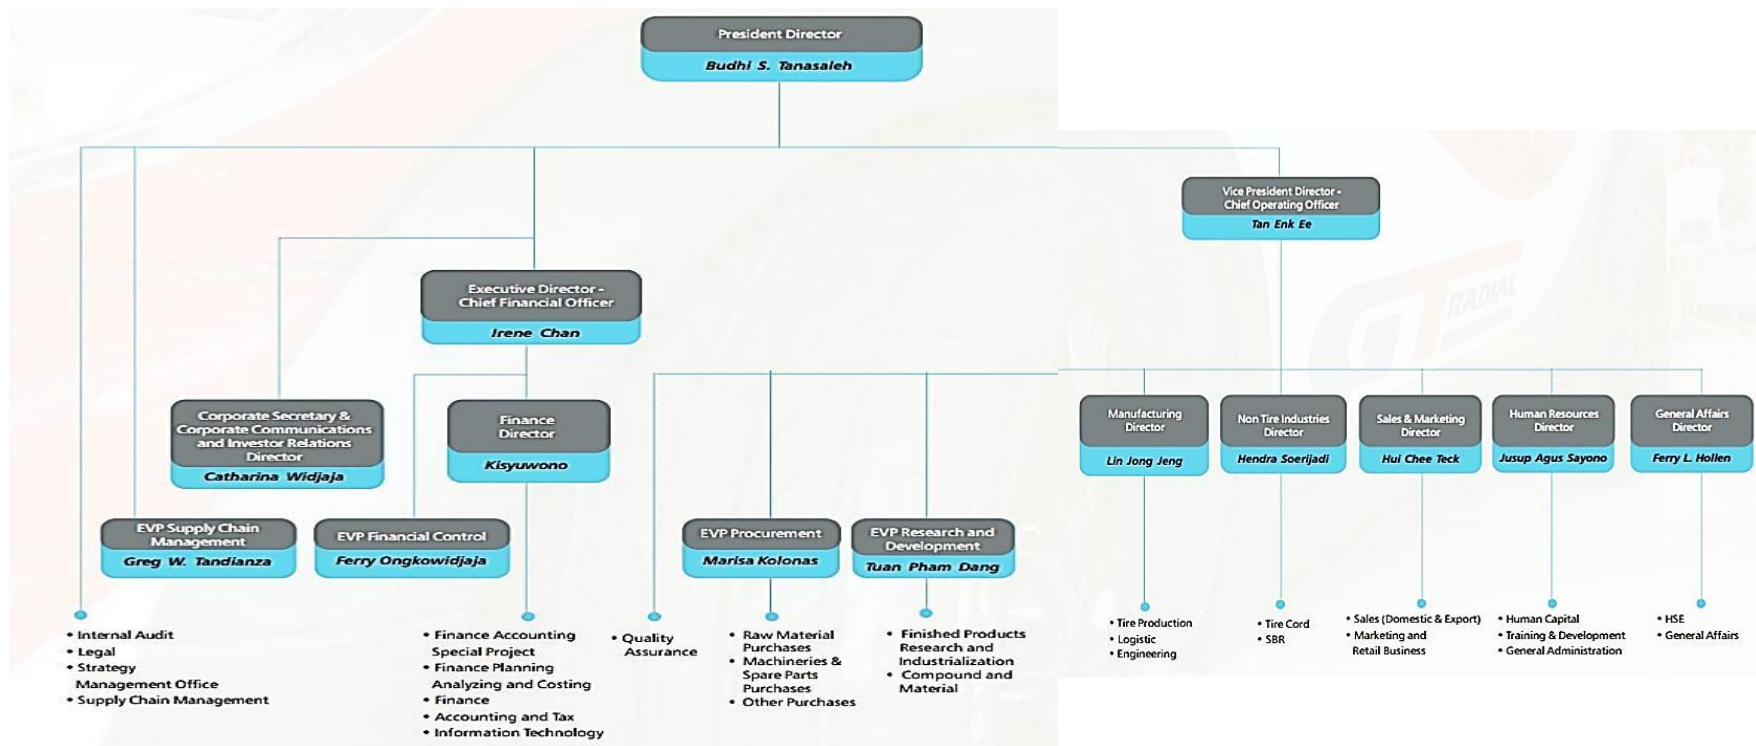 President Director
Budhi S. Tanasaleh
Vice President Director -
Chief Operating Officer
Tan Enk Ee
Executive Director -
Chief Financial Officer
Irene Chan
GT RADIAL
Corporate Secretary &
Corporate Communications
and Investor Relations
Director
Catharina Widjaja
Finance
Director
Kisyuwono
Manufacturing
Director
Lin Jong Jeng
Non Tire Industries
Director
Hendra Soerijadi
Sales & Marketing
Director
Hui Chee Teck
Human Resources
Director
Jusup Agus Sayono
General Affairs
Director
Ferry L. Hollen
EVP Supply Chain
Management
Greg W. Tandianza
EVP Financial Control
Ferry Ongkowidjaja
EVP Procurement
Marisa Kolonas
EVP Research and
Development
Tuan Pham Dang
• Internal Audit
• Legal
• Strategy
Management Office
• Supply Chain Management
• Finance Accounting
Special Project
• Finance Planning
Analyzing and Costing
• Finance
• Accounting and Tax
• Information Technology
• Quality
Assurance
• Raw Material
Purchases
• Machineries &
Spare Parts
Purchases
• Other Purchases
• Finished Products
Research and
Industrialization
• Compound and
Material
• Tire Production
• Logistic
• Engineering
• Tire Cord
• SBR
• Sales (Domestic & Export)
• Marketing and
Retail Business
• Human Capital
• Training & Development
• General Administration
• HSE
• General Affairs